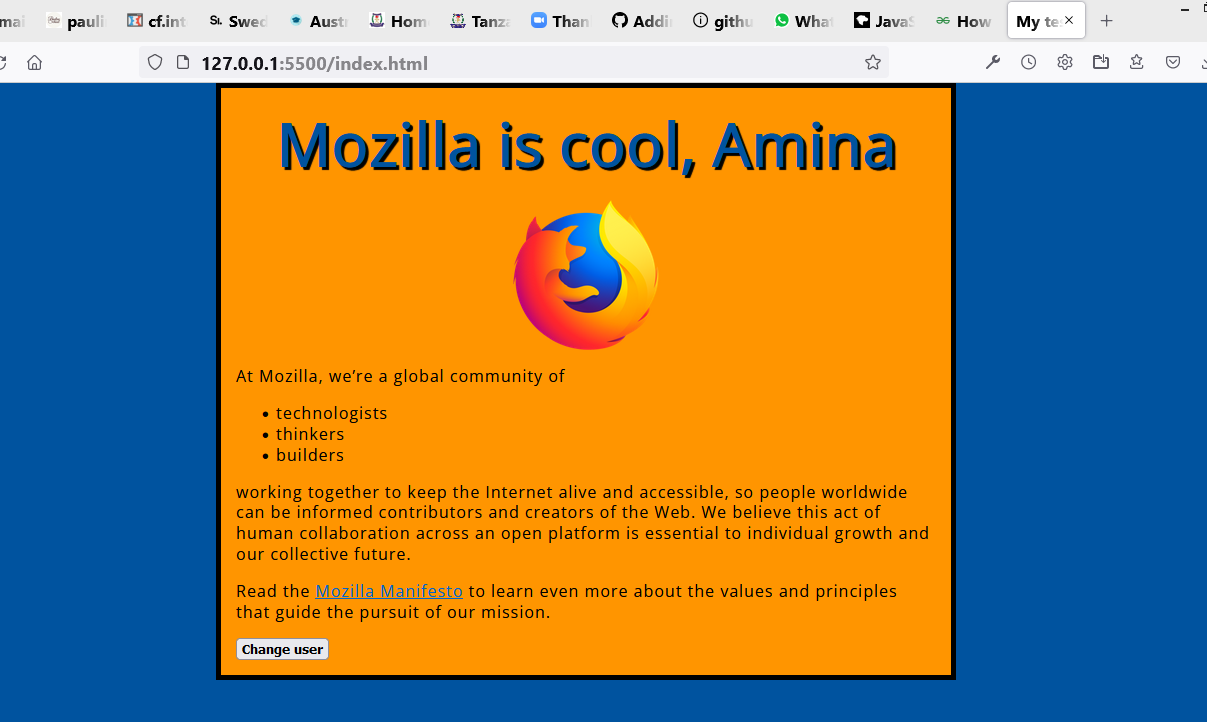 mai pauli cf.int Si. Swed Austr Hom Tanza Than Addi githu What JavaS GE How My te
127.0.0.1:5500/index.html
Mozilla is cool, Amina
At Mozilla, we’re a global community of
• technologists
• thinkers
• builders
working together to keep the Internet alive and accessible, so people worldwide
can be informed contributors and creators of the Web. We believe this act of
human collaboration across an open platform is essential to individual growth and
our collective future.
Read the Mozilla Manifesto to learn even more about the values and principles
that guide the pursuit of our mission.
Change user